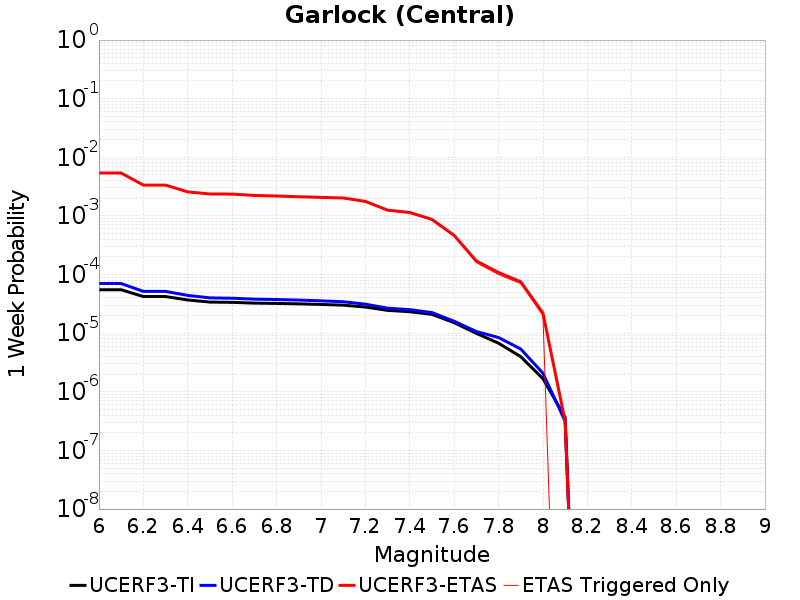 Garlock (Central)
10^0
10^-1
10^-2
10^-3
10^-4
10^-5
10^-6
10^-7
10^-8
1 Week Probability
6 6.2 6.4 6.6 6.8 7 7.2 7.4 7.6 7.8 8 8.2 8.4 8.6 8.8 9
Magnitude
UCERF3-TI UCERF3-TD UCERF3-ETAS ETAS Triggered Only